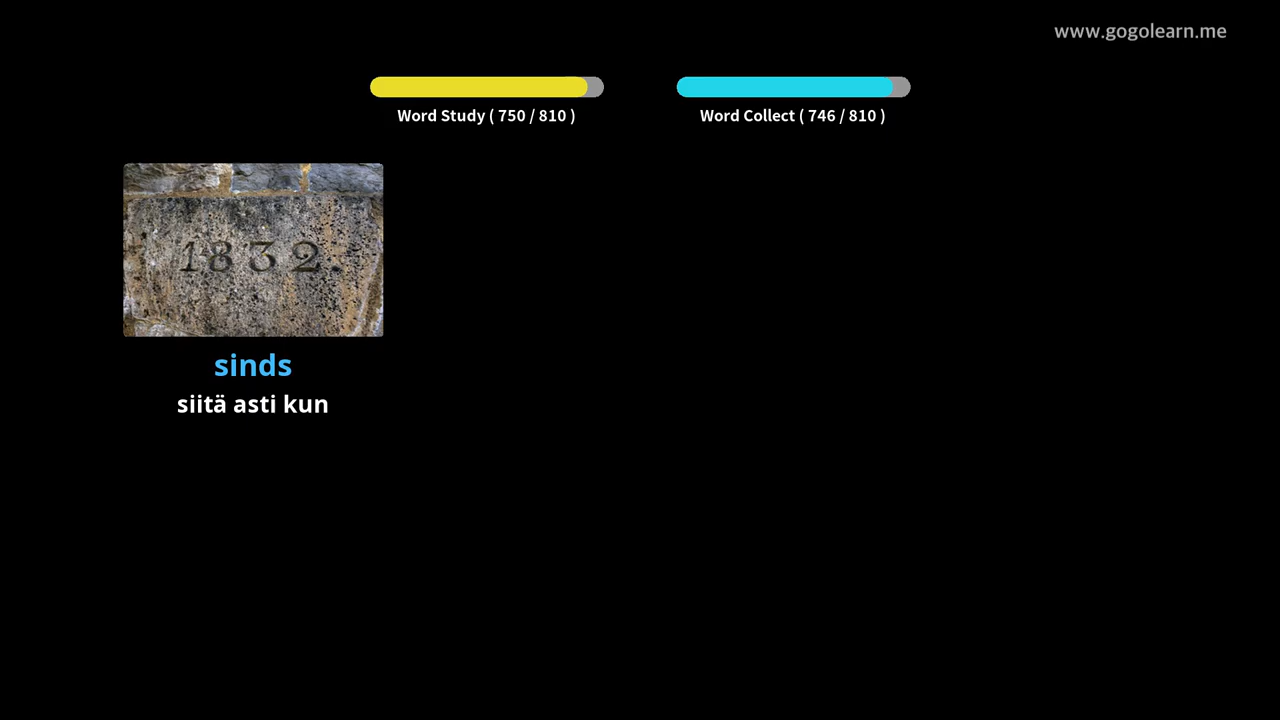 www.gogolearn.me
Word Study ( 750 / 810 )
Word Collect ( 746 / 810 )
1832.
sinds
siitä asti kun